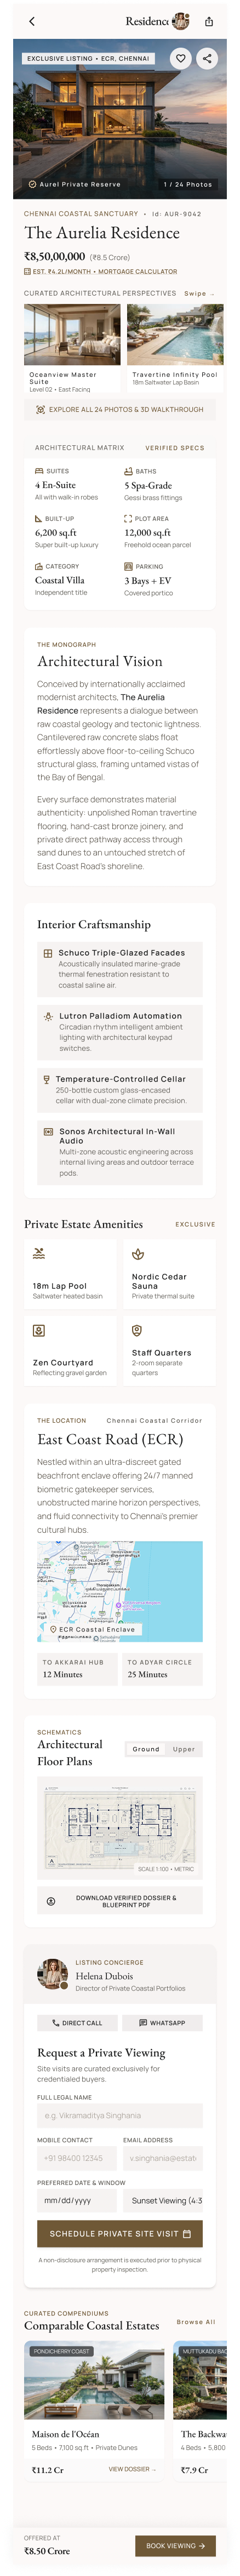 Residenc
EXCLUSIVE LISTING • ECR, CHENNAI
Aurel Private Reserve
1 / 24 Photos
CHENNAI COASTAL SANCTUARY • Id: AUR-9042
The Aurelia Residence
₹8,50,00,000 (₹8.5 Crore)
EST. ₹4.2L/MONTH • MORTGAGE CALCULATOR
CURATED ARCHITECTURAL PERSPECTIVES Swipe →
Oceanview Master
Suite
Level 02 • East Facing
Travertine Infinity Pool
18m Saltwater Lap Basin
EXPLORE ALL 24 PHOTOS & 3D WALKTHROUGH
ARCHITECTURAL MATRIX VERIFIED SPECS
SUITES
4 En-Suite
All with walk-in robes
BATHS
5 Spa-Grade
Gessi brass fittings
BUILT-UP
6,200 sq.ft
Super built-up luxury
PLOT AREA
12,000 sq.ft
Freehold ocean parcel
CATEGORY
Coastal Villa
Independent title
PARKING
3 Bays + EV
Covered portico
THE MONOGRAPH
Architectural Vision
Conceived by internationally acclaimed
modernist architects, The Aurelia
Residence represents a dialogue between
raw coastal geology and tectonic lightness.
Cantilevered raw concrete slabs float
effortlessly above floor-to-ceiling Schuco
structural glass, framing untamed vistas of
the Bay of Bengal.
Every surface demonstrates material
authenticity: unpolished Roman travertine
flooring, hand-cast bronze joinery, and
direct private pathway access through
sand dunes to an untouched stretch of
East Coast Road's shoreline.
Interior Craftsmanship
Schuco Triple-Glazed Facades
Acoustically insulated marine-grade
thermal fenestration resistant to
coastal saline air.
Lutron Palladiom Automation
Circadian rhythm intelligent ambient
lighting with architectural keypad
switches.
Temperature-Controlled Cellar
250-bottle custom glass-encased
cellar with dual-zone climate precision.
Sonos Architectural In-Wall
Audio
Multi-zone acoustic engineering across
internal living areas and outdoor terrace
pods.
Private Estate Amenities EXCLUSIVE
18m Lap Pool
Saltwater heated basin
Nordic Cedar
Sauna
Private thermal suite
Zen Courtyard
Reflecting gravel garden
Staff Quarters
2-room separate
quarters
THE LOCATION Chennai Coastal Corridor
East Coast Road (ECR)
Nestled within an ultra-discreet gated
beachfront enclave offering 24/7 manned
biometric gatekeeper services,
unobstructed marine horizon perspectives,
and fluid connectivity to Chennai's premier
cultural hubs.
ECR Coastal Enclave
TO AKKARAI HUB
12 Minutes
TO ADYAR CIRCLE
25 Minutes
SCHEMATICS
Architectural
Floor Plans
Ground Upper
SCALE 1:100 • METRIC
DOWNLOAD VERIFIED DOSSIER &
BLUEPRINT PDF
LISTING CONCIERGE
Helena Dubois
Director of Private Coastal Portfolios
DIRECT CALL
WHATSAPP
Request a Private Viewing
Site visits are curated exclusively for
credentialed buyers.
FULL LEGAL NAME
e.g. Vikramaditya Singhania
MOBILE CONTACT
+91 98400 12345
EMAIL ADDRESS
v.singhania@estat
PREFERRED DATE & WINDOW
mm/dd/yyyy
Sunset Viewing (4:3
SCHEDULE PRIVATE SITE VISIT
A non-disclosure arrangement is executed prior to physical
property inspection.
CURATED COMPENDIUMS
Comparable Coastal Estates
Browse All
PONDICHERRY COAST
Maison de l'Océan
5 Beds • 7,100 sq.ft • Private Dunes
₹11.2 Cr
VIEW DOSSIER →
MUTTUKADU BAC
The Backwa
4 Beds • 5,800
₹7.9 Cr
OFFERED AT
₹8.50 Crore
BOOK VIEWING →